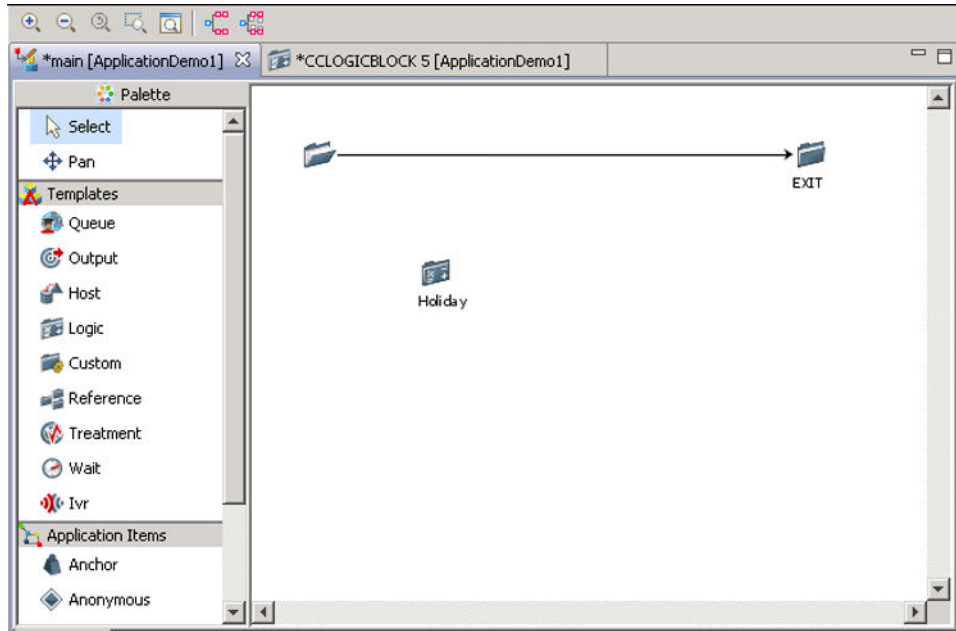 *main [ApplicationDemo1]
*CCLOGICBLOCK 5 [ApplicationDemo1]
Palette
Select
Pan
Templates
Queue
Output
Host
Logic
Custom
Reference
Treatment
Wait
Ivr
Application Items
Anchor
Anonymous
EXIT
Holiday